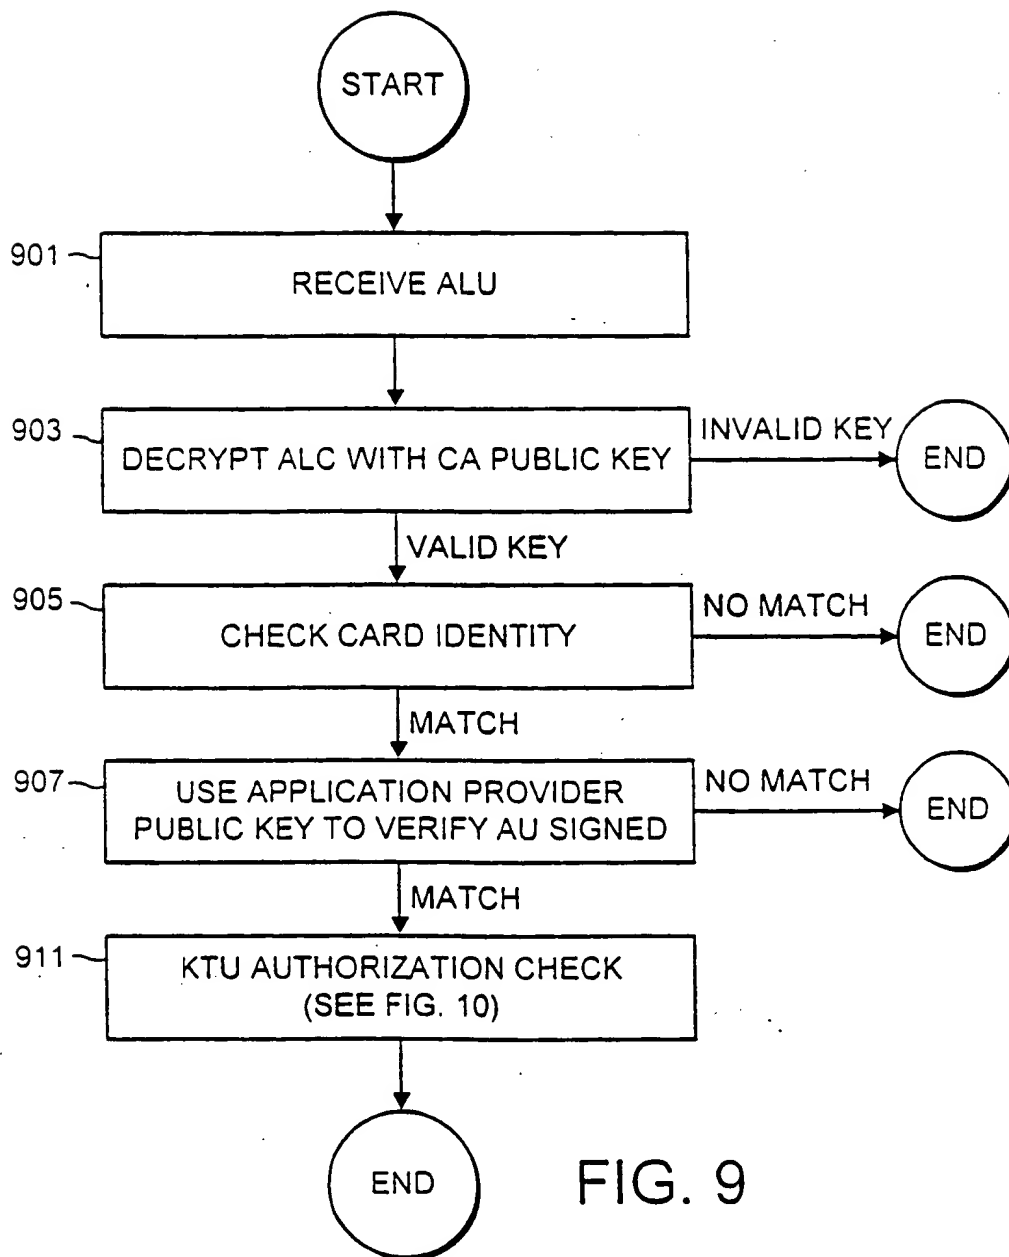 START
901
RECEIVE ALU
903
DECRYPT ALC WITH CA PUBLIC KEY
INVALID KEY
END
VALID KEY
905
CHECK CARD IDENTITY
NO MATCH
END
MATCH
907
USE APPLICATION PROVIDER
PUBLIC KEY TO VERIFY AU SIGNED
NO MATCH
END
MATCH
911
KTU AUTHORIZATION CHECK
(SEE FIG. 10)
END
FIG. 9